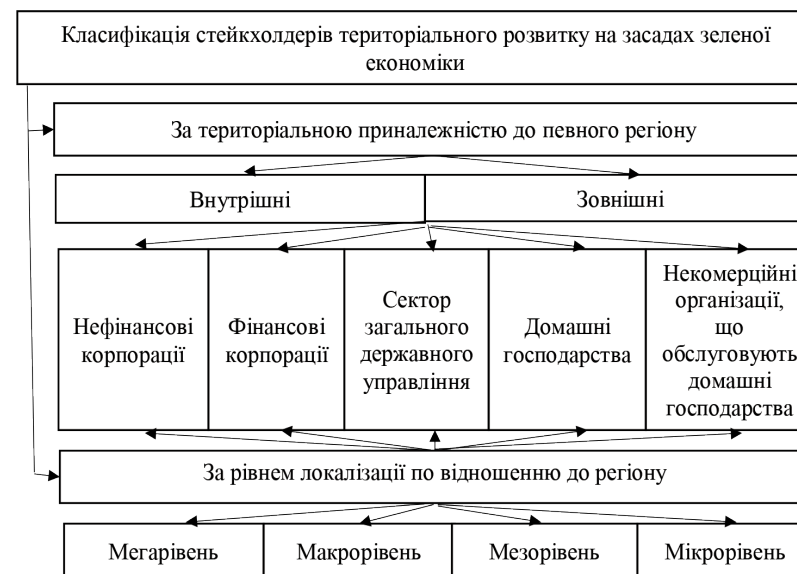 Класифікація стейкхолдерів територіального розвитку на засадах зеленої
економіки
За територіальною приналежністю до певного регіону
Внутрішні
Зовнішні
Нефінансові
корпорації
Фінансові
корпорації
Сектор
загального
державного
управління
Домашні
господарства
Некомерційні
організації,
що
обслуговують
домашні
господарства
За рівнем локалізації по відношенню до регіону
Мегарівень
Макрорівень
Мезорівень
Мікрорівень